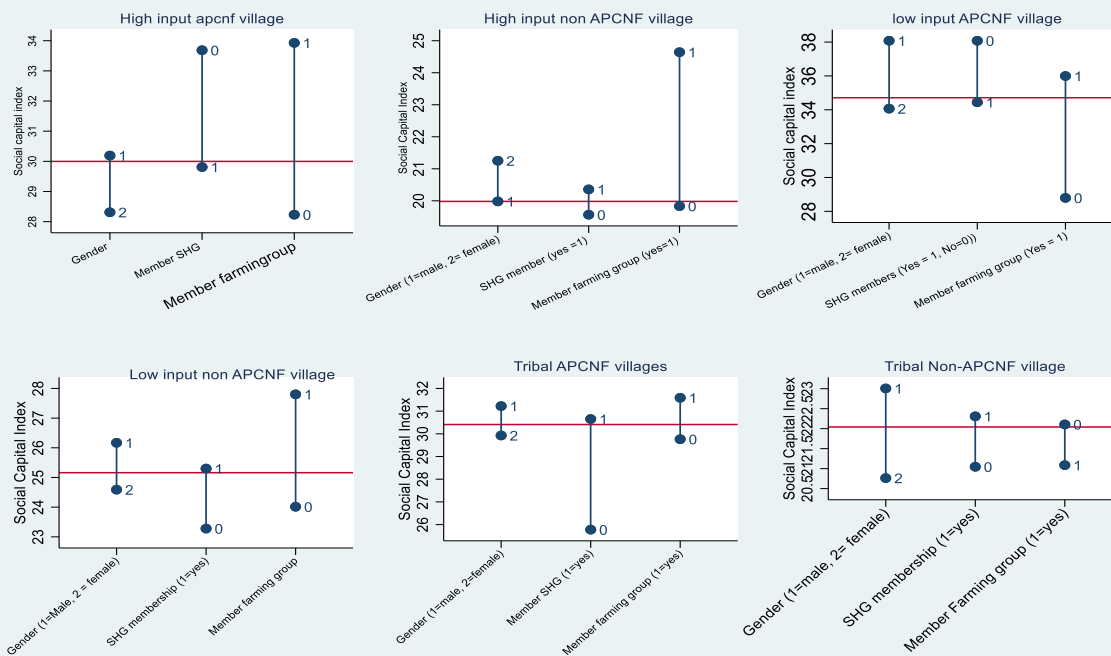 High input apcnf village
Social Capital index
34
33
32
31
30
29
28
1
2
0
1
1
0
Gender
Member SHG
Member farmingroup
High input non APCNF village
Social Capital Index
25
24
23
22
21
20
2
1
1
0
1
0
Gender (1=male, 2= female)
SHG member (yes =1)
Member farming group (yes=1)
low input APCNF village
Social capital index
38
36
34
32
30
28
1
2
0
1
1
0
Gender (1=male, 2= female)
SHG members (Yes = 1, No=0))
Member farming group (Yes = 1)
Low input non APCNF village
Social Capital Index
28
27
26
25
24
23
1
2
1
0
1
0
Gender (1=Male, 2 = female)
SHG membership (1=yes)
Member farming group
Tribal APCNF villages
Social Capital Index
32
31
30
29
28
27
26
1
2
1
0
1
0
Gender (1=male, 2=female)
Member SHG (1=yes)
Member farming group (1=yes)
Tribal Non-APCNF village
Social Capital Index
20.52121.52222.523
1
2
1
0
0
1
Gender (1=male, 2= female)
SHG membership (1=yes)
Member Farming group (1=yes)